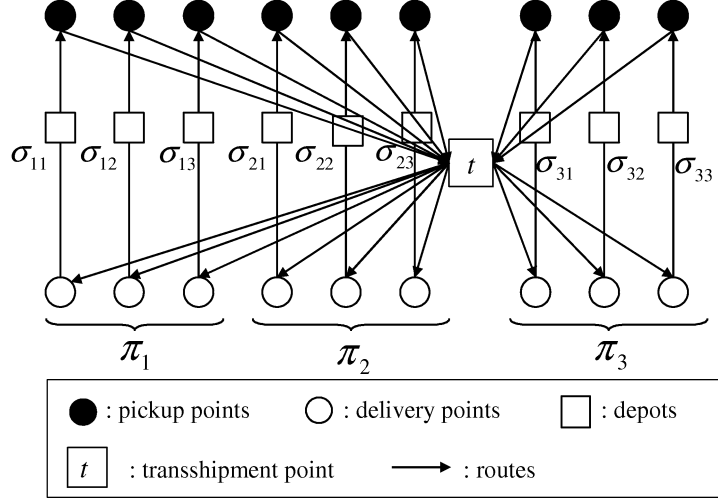 σ11 σ12 σ13 σ21 σ22 σ23 t σ31 σ32 σ33
π1 π2 π3
: pickup points : delivery points : depots
t : transshipment point : routes